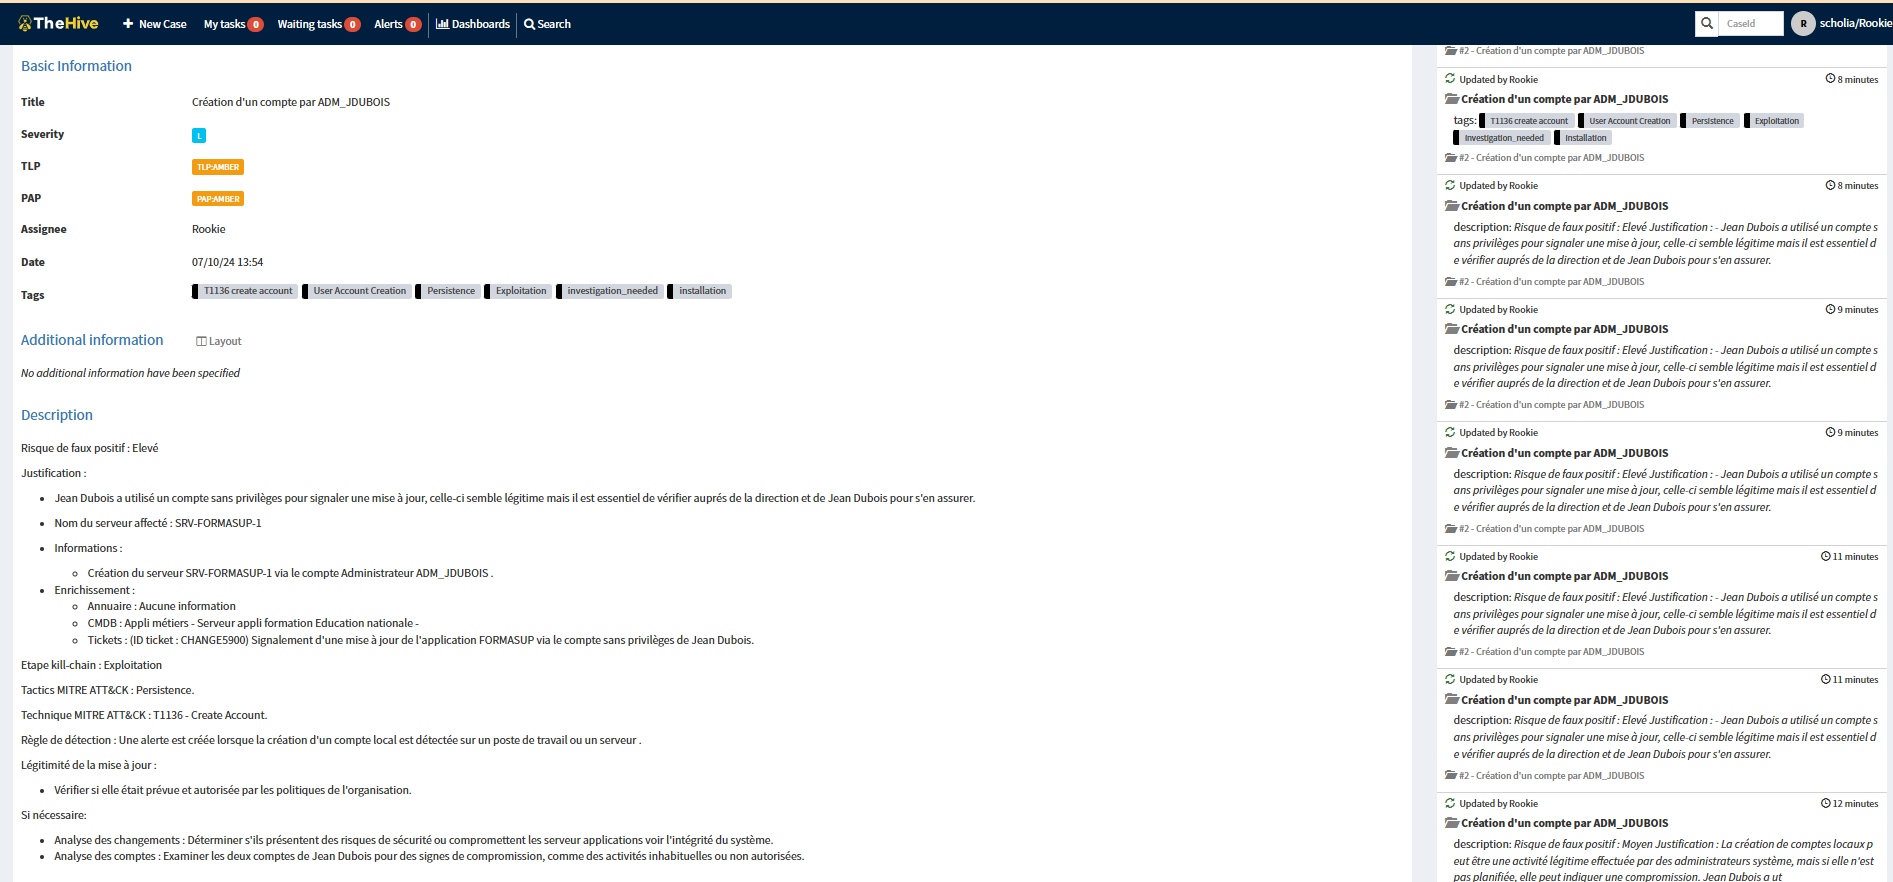 TheHive
New Case My tasks 0 Waiting tasks 0 Alerts 0 Dashboards Search CaseId R scholia/Rookie
Basic Information
Title Création d'un compte par ADM_JDUBOIS
Severity L
TLP TLP:AMBER
PAP PAP:AMBER
Assignee Rookie
Date 07/10/24 13:54
Tags T1136 create account User Account Creation Persistence Exploitation investigation_needed installation
Additional information Layout
No additional information have been specified
Description
Risque de faux positif : Elevé
Justification :
Jean Dubois a utilisé un compte sans privilèges pour signaler une mise à jour, celle-ci semble légitime mais il est essentiel de vérifier auprés de la direction et de Jean Dubois pour s'en assurer.
Nom du serveur affecté : SRV-FORMASUP-1
Informations :
Création du serveur SRV-FORMASUP-1 via le compte Administrateur ADM_JDUBOIS .
Enrichissement :
Annuaire : Aucune information
CMDB : Appli métiers - Serveur appli formation Education nationale -
Tickets : (ID ticket : CHANGE5900) Signalement d'une mise à jour de l'application FORMASUP via le compte sans privilèges de Jean Dubois.
Etape kill-chain : Exploitation
Tactics MITRE ATT&CK : Persistence.
Technique MITRE ATT&CK : T1136 - Create Account.
Règle de détection : Une alerte est créée lorsque la création d'un compte local est détectée sur un poste de travail ou un serveur .
Légitimité de la mise à jour :
Vérifier si elle était prévue et autorisée par les politiques de l'organisation.
Si nécessaire:
Analyse des changements : Déterminer s'ils présentent des risques de sécurité ou compromettent les serveur applications voir l'intégrité du système.
Analyse des comptes : Examiner les deux comptes de Jean Dubois pour des signes de compromission, comme des activités inhabituelles ou non autorisées.
#2 - Création d'un compte par ADM_JDUBOIS
Updated by Rookie 8 minutes
Création d'un compte par ADM_JDUBOIS
tags: T1136 create account User Account Creation Persistence Exploitation
investigation_needed installation
#2 - Création d'un compte par ADM_JDUBOIS
Updated by Rookie 8 minutes
Création d'un compte par ADM_JDUBOIS
description: Risque de faux positif : Elevé Justification : - Jean Dubois a utilisé un compte s
ans privilèges pour signaler une mise à jour, celle-ci semble légitime mais il est essentiel d
e vérifier auprés de la direction et de Jean Dubois pour s'en assurer.
#2 - Création d'un compte par ADM_JDUBOIS
Updated by Rookie 9 minutes
Création d'un compte par ADM_JDUBOIS
description: Risque de faux positif : Elevé Justification : - Jean Dubois a utilisé un compte s
ans privilèges pour signaler une mise à jour, celle-ci semble légitime mais il est essentiel d
e vérifier auprés de la direction et de Jean Dubois pour s'en assurer.
#2 - Création d'un compte par ADM_JDUBOIS
Updated by Rookie 9 minutes
Création d'un compte par ADM_JDUBOIS
description: Risque de faux positif : Elevé Justification : - Jean Dubois a utilisé un compte s
ans privilèges pour signaler une mise à jour, celle-ci semble légitime mais il est essentiel d
e vérifier auprés de la direction et de Jean Dubois pour s'en assurer.
#2 - Création d'un compte par ADM_JDUBOIS
Updated by Rookie 11 minutes
Création d'un compte par ADM_JDUBOIS
description: Risque de faux positif : Elevé Justification : - Jean Dubois a utilisé un compte s
ans privilèges pour signaler une mise à jour, celle-ci semble légitime mais il est essentiel d
e vérifier auprés de la direction et de Jean Dubois pour s'en assurer.
#2 - Création d'un compte par ADM_JDUBOIS
Updated by Rookie 11 minutes
Création d'un compte par ADM_JDUBOIS
description: Risque de faux positif : Elevé Justification : - Jean Dubois a utilisé un compte s
ans privilèges pour signaler une mise à jour, celle-ci semble légitime mais il est essentiel d
e vérifier auprés de la direction et de Jean Dubois pour s'en assurer.
#2 - Création d'un compte par ADM_JDUBOIS
Updated by Rookie 12 minutes
Création d'un compte par ADM_JDUBOIS
description: Risque de faux positif : Moyen Justification : La création de comptes locaux p
eut être une activité légitime effectuée par des administrateurs système, mais si elle n'est
pas planifiée, elle peut indiquer une compromission. Jean Dubois a ut